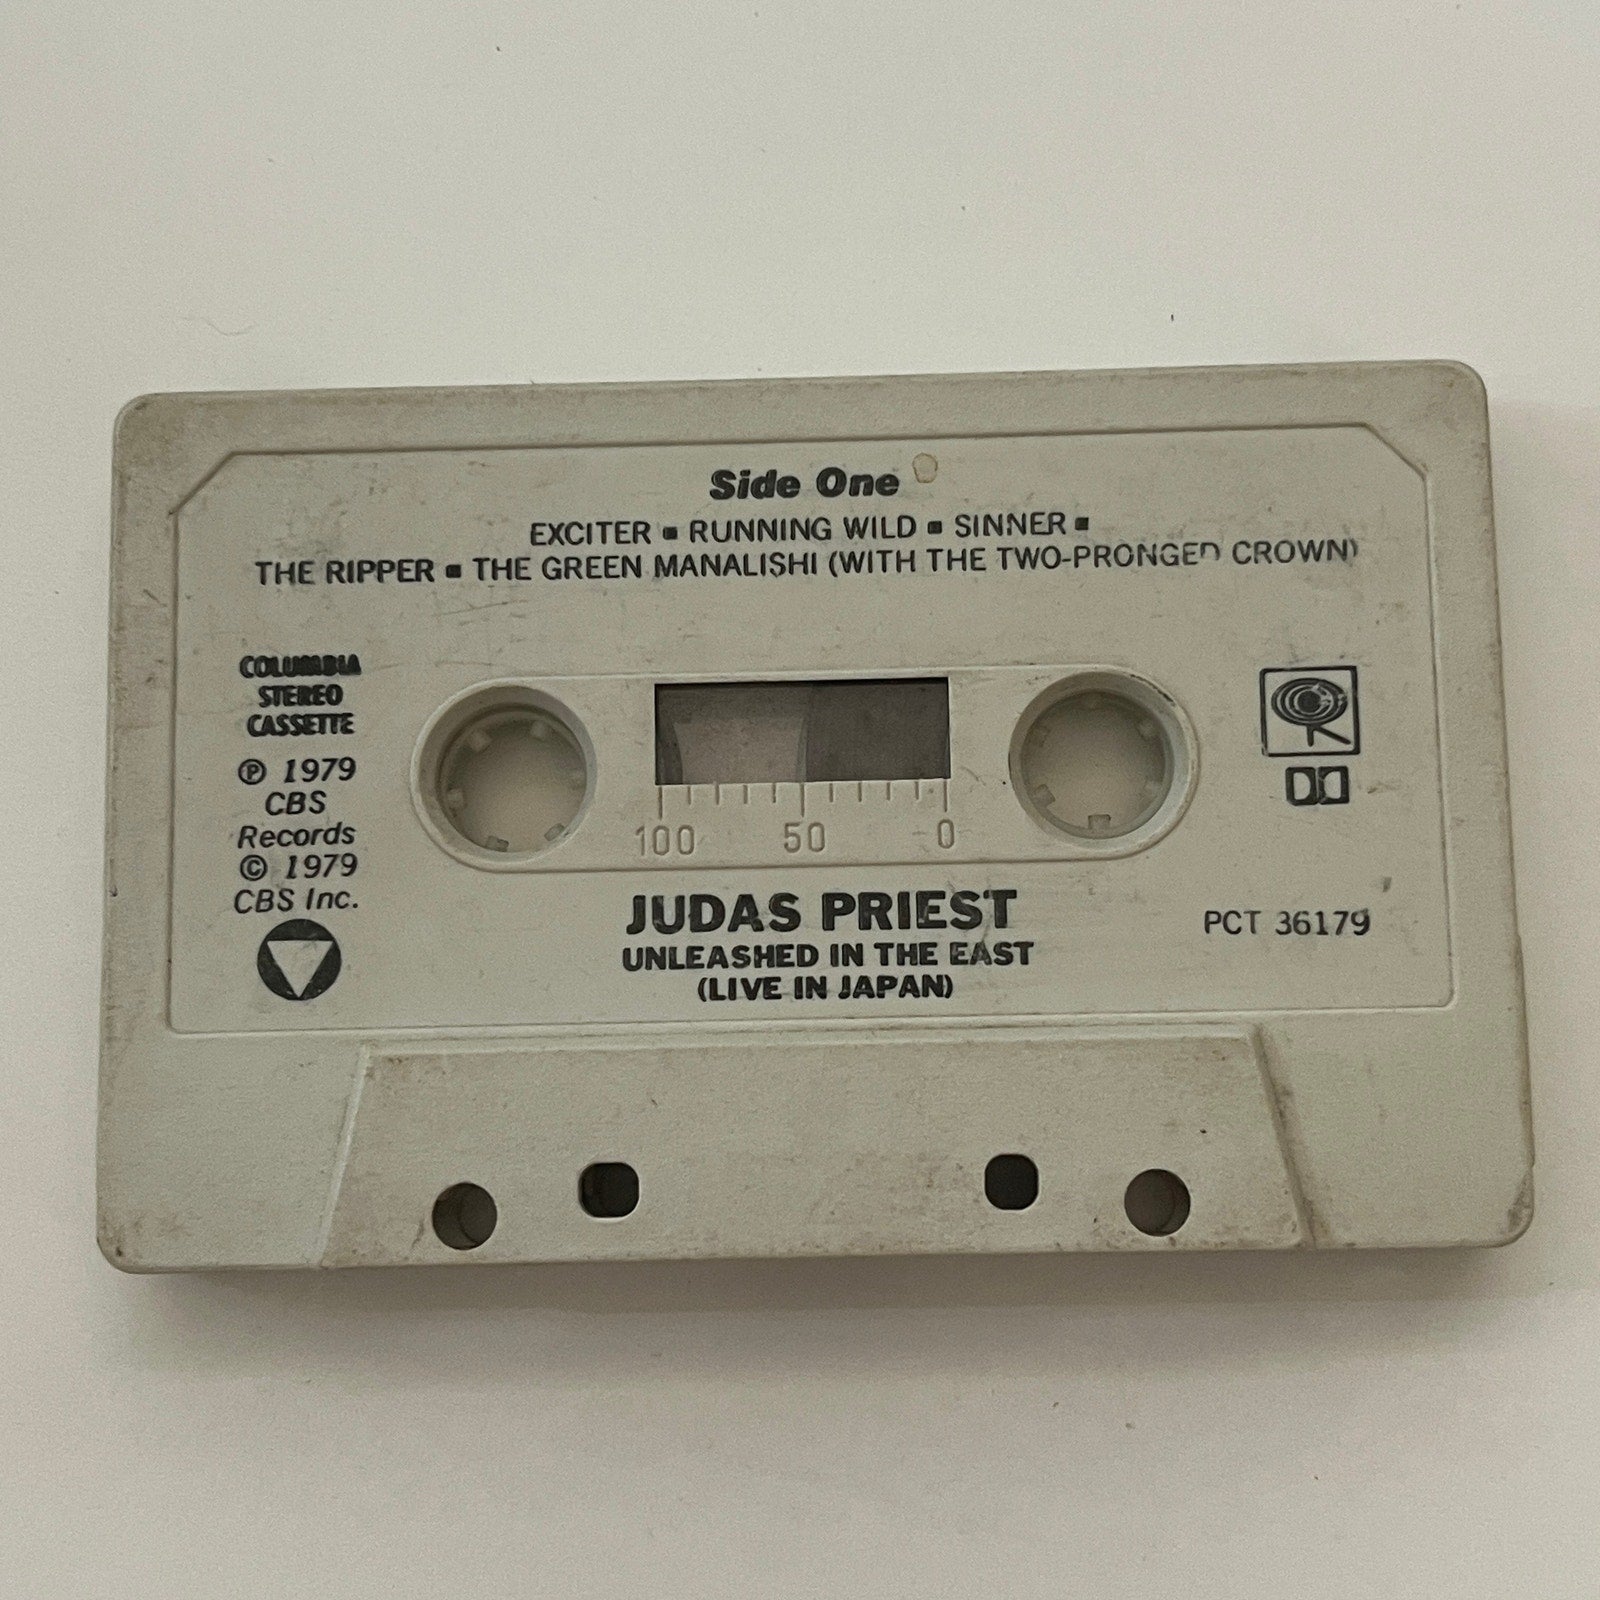 Side One
EXCITER ▪ RUNNING WILD ▪ SINNER ▪
THE RIPPER ▪ THE GREEN MANALISHI (WITH THE TWO-PRONGED CROWN)
COLUMBIA
STEREO
CASSETTE
℗ 1979
CBS
Records
© 1979
CBS Inc.
100 50 0
JUDAS PRIEST
UNLEASHED IN THE EAST
(LIVE IN JAPAN)
PCT 36179